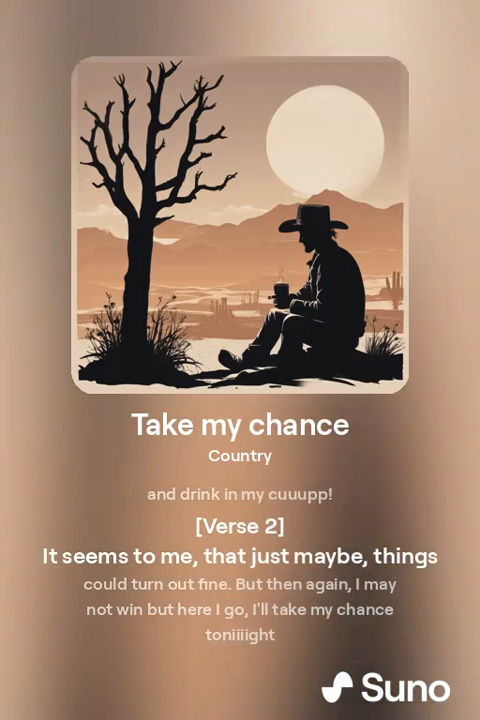 Take my chance
Country
and drink in my cuuupp!
[Verse 2]
It seems to me, that just maybe, things
could turn out fine. But then again, I may
not win but here I go, I'll take my chance
toniiiight
Suno